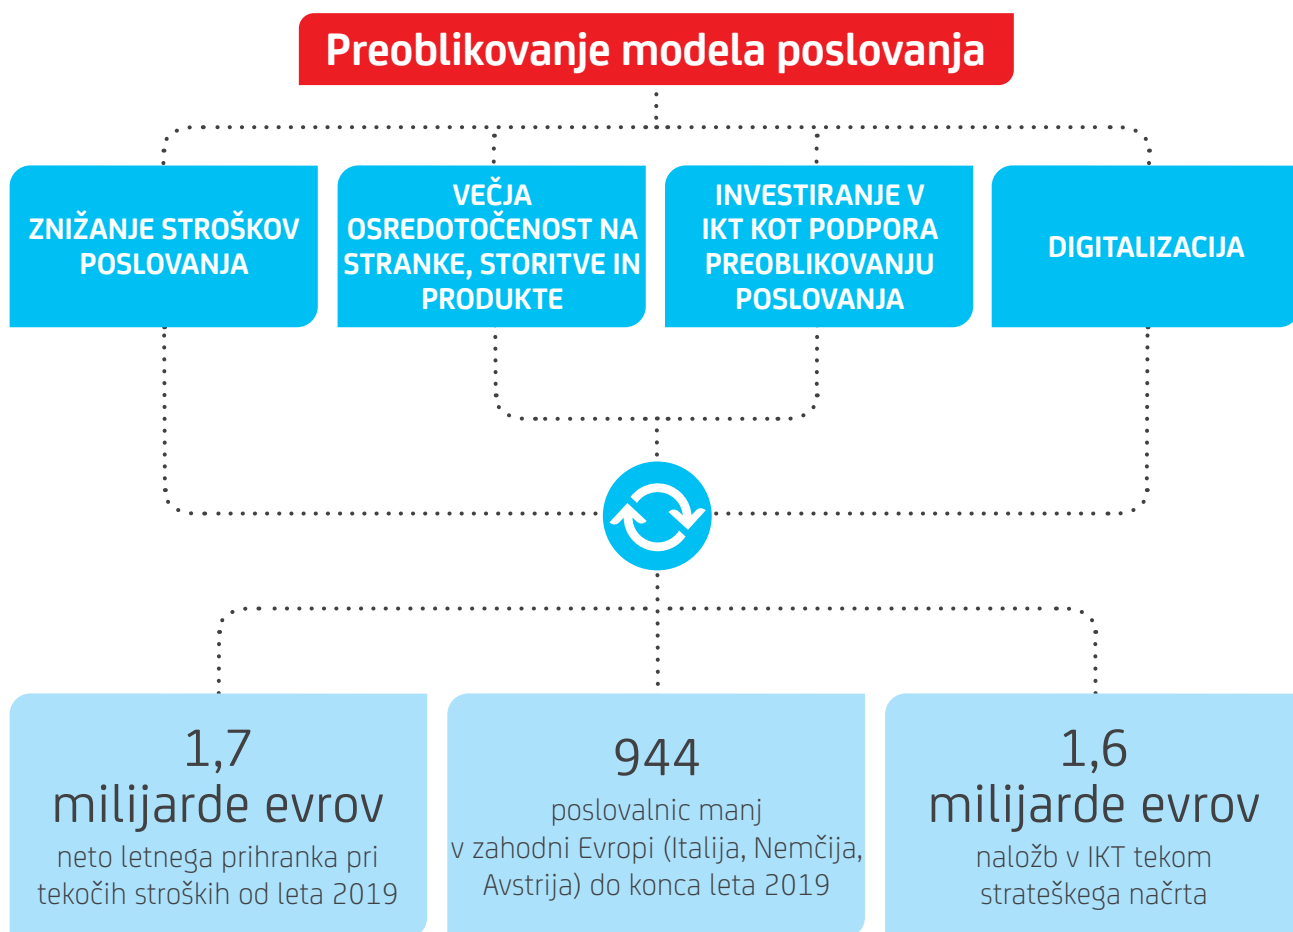 Preoblikovanje modela poslovanja
ZNIŽANJE STROŠKOV
POSLOVANJA
VEČJA
OSREDOTOČENOST NA
STRANKE, STORITVE IN
PRODUKTE
INVESTIRANJE V
IKT KOT PODPORA
PREOBLIKOVANJU
POSLOVANJA
DIGITALIZACIJA
1,7
milijarde evrov
neto letnega prihranka pri
tekočih stroških od leta 2019
944
poslovalnic manj
v zahodni Evropi (Italija, Nemčija,
Avstrija) do konca leta 2019
1,6
milijarde evrov
naložb v IKT tekom
strateškega načrta